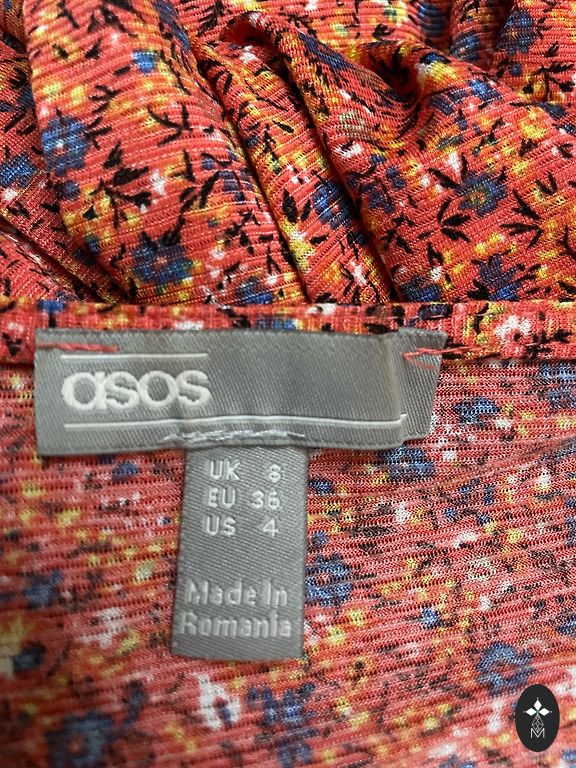 asos
UK 8
EU 36
US 4
Made In
Romania